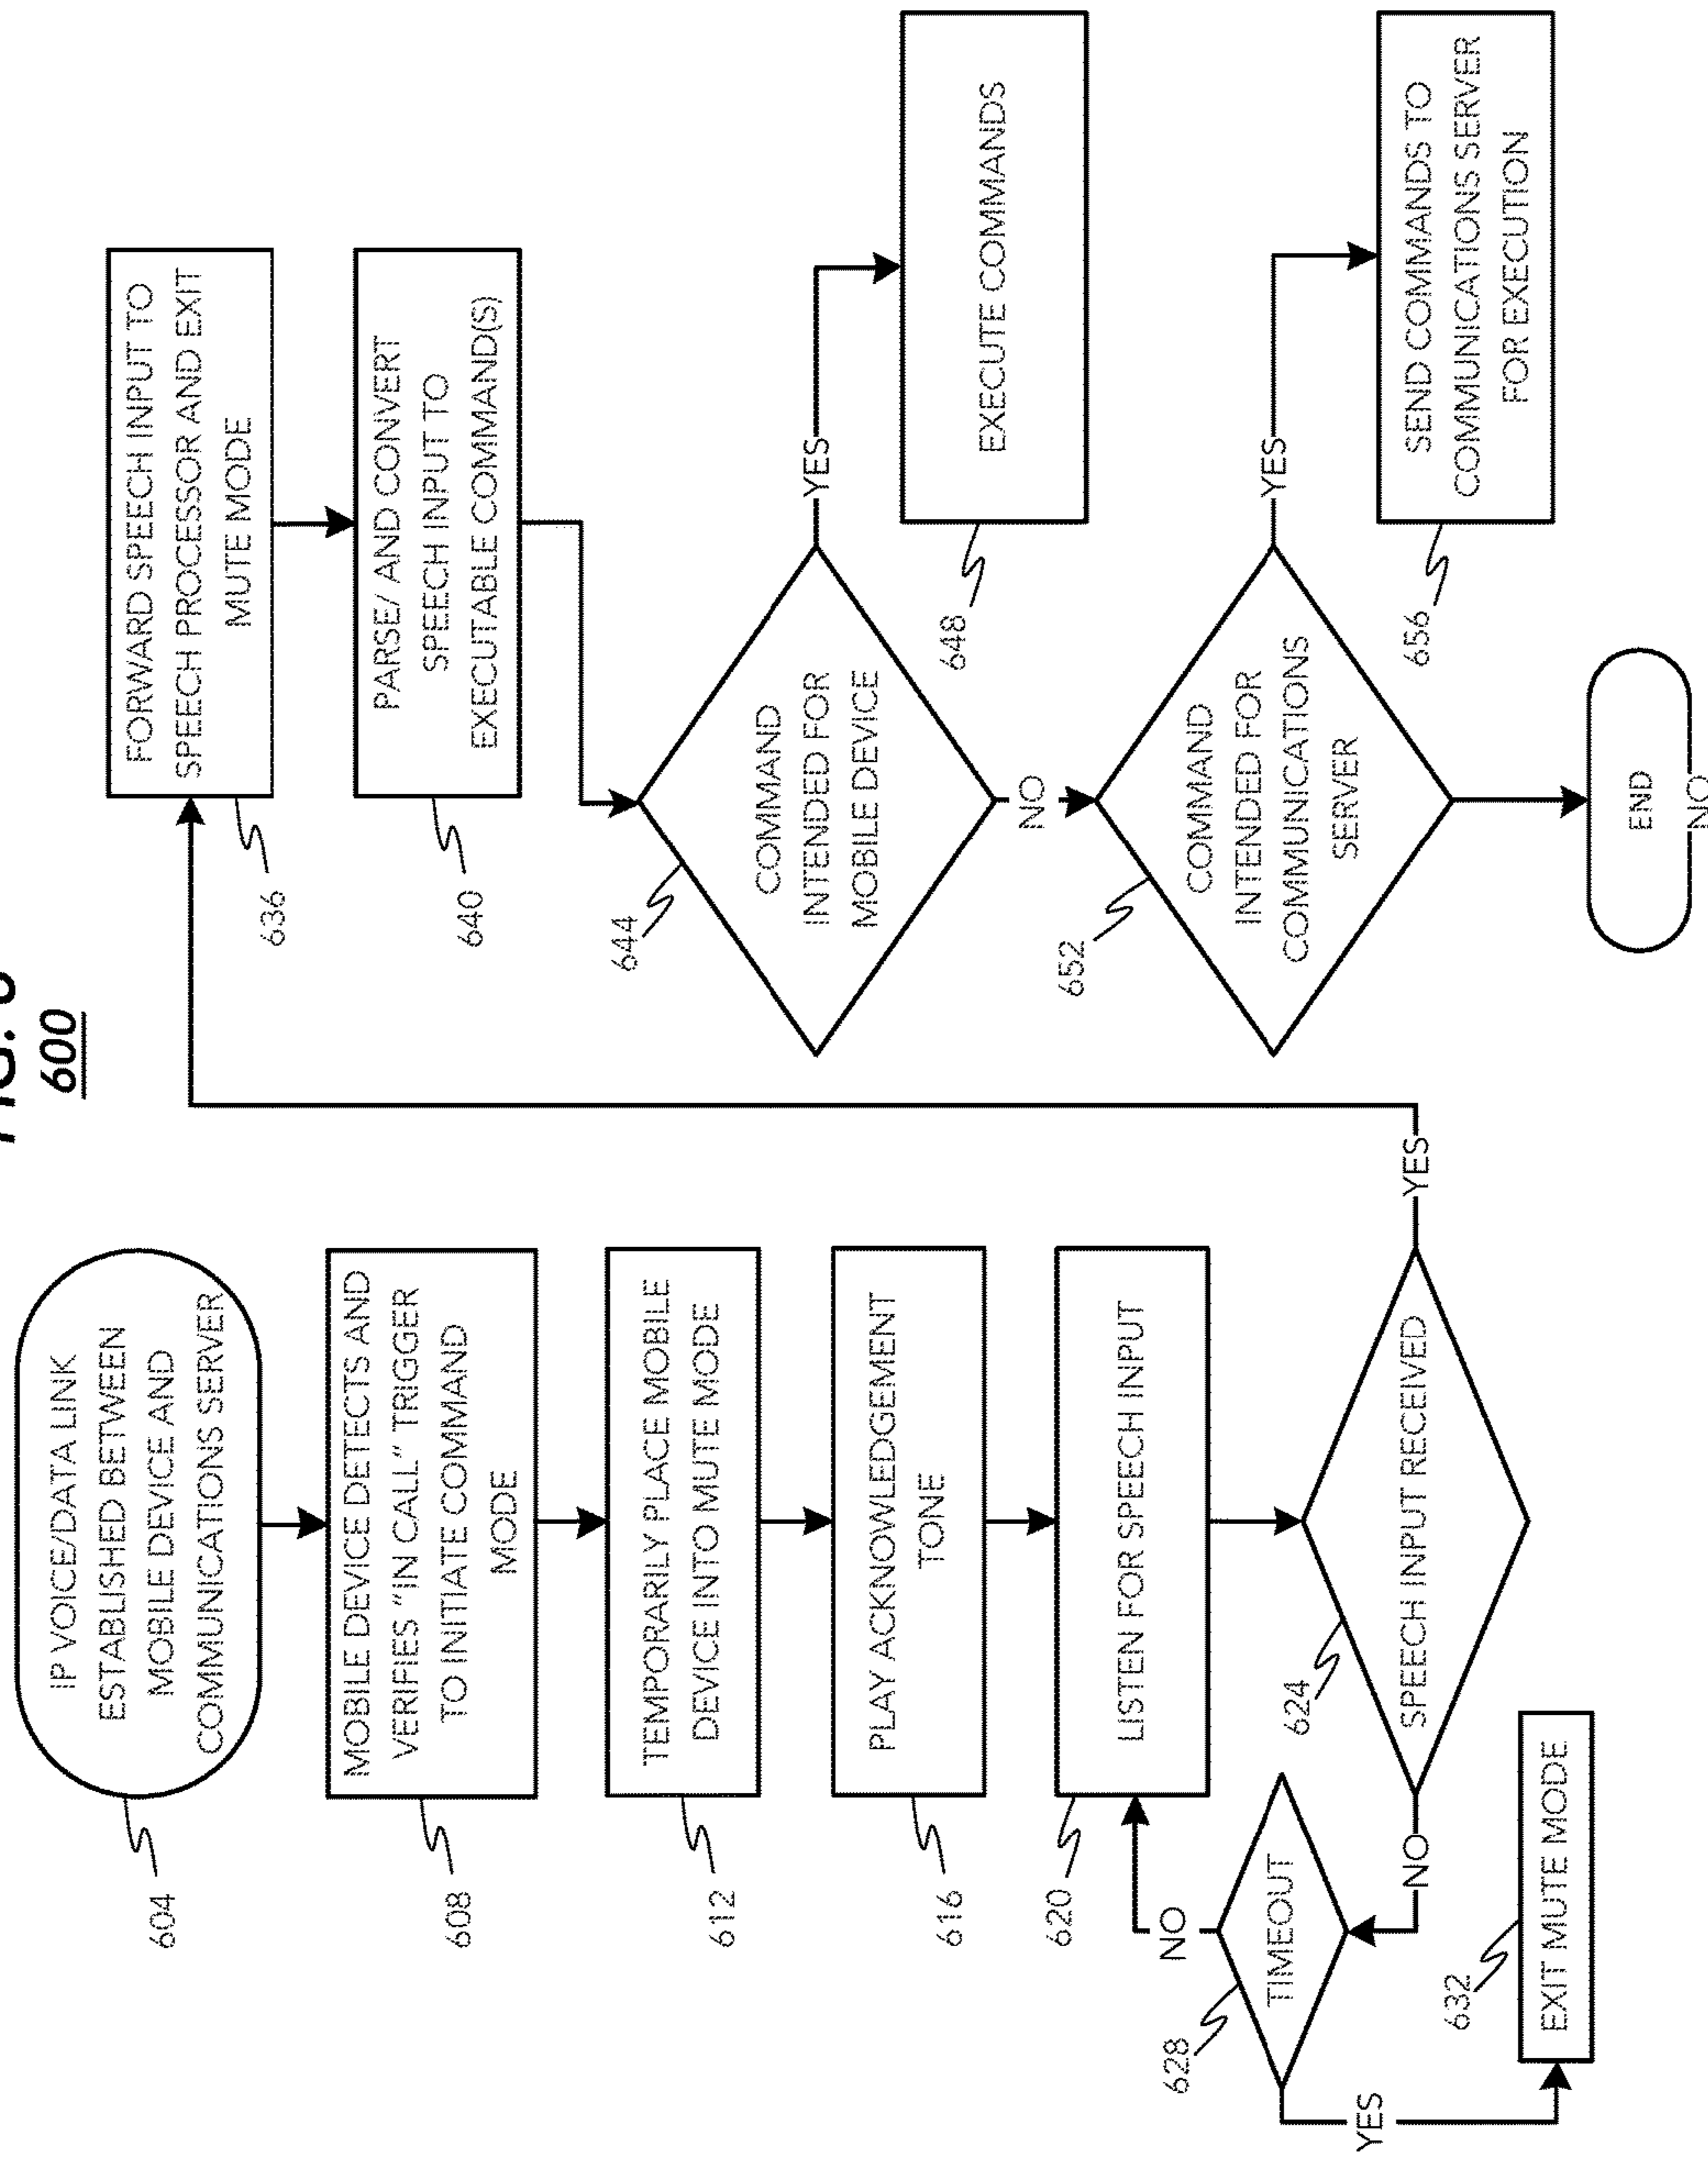 FIG. 6
600
IP VOICE/DATA LINK
ESTABLISHED BETWEEN
MOBILE DEVICE AND
COMMUNICATIONS SERVER
604
MOBILE DEVICE DETECTS AND
VERIFIES "IN CALL" TRIGGER
TO INITIATE COMMAND
MODE
608
TEMPORARILY PLACE MOBILE
DEVICE INTO MUTE MODE
612
PLAY ACKNOWLEDGEMENT
TONE
616
LISTEN FOR SPEECH INPUT
620
SPEECH INPUT RECEIVED
624
YES
NO
TIMEOUT
628
NO
YES
EXIT MUTE MODE
632
FORWARD SPEECH INPUT TO
SPEECH PROCESSOR AND EXIT
MUTE MODE
636
PARSE/ AND CONVERT
SPEECH INPUT TO
EXECUTABLE COMMAND(S)
640
COMMAND
INTENDED FOR
MOBILE DEVICE
644
YES
EXECUTE COMMANDS
648
NO
COMMAND
INTENDED FOR
COMMUNICATIONS
SERVER
652
YES
SEND COMMANDS TO
COMMUNICATIONS SERVER
FOR EXECUTION
656
END
NO